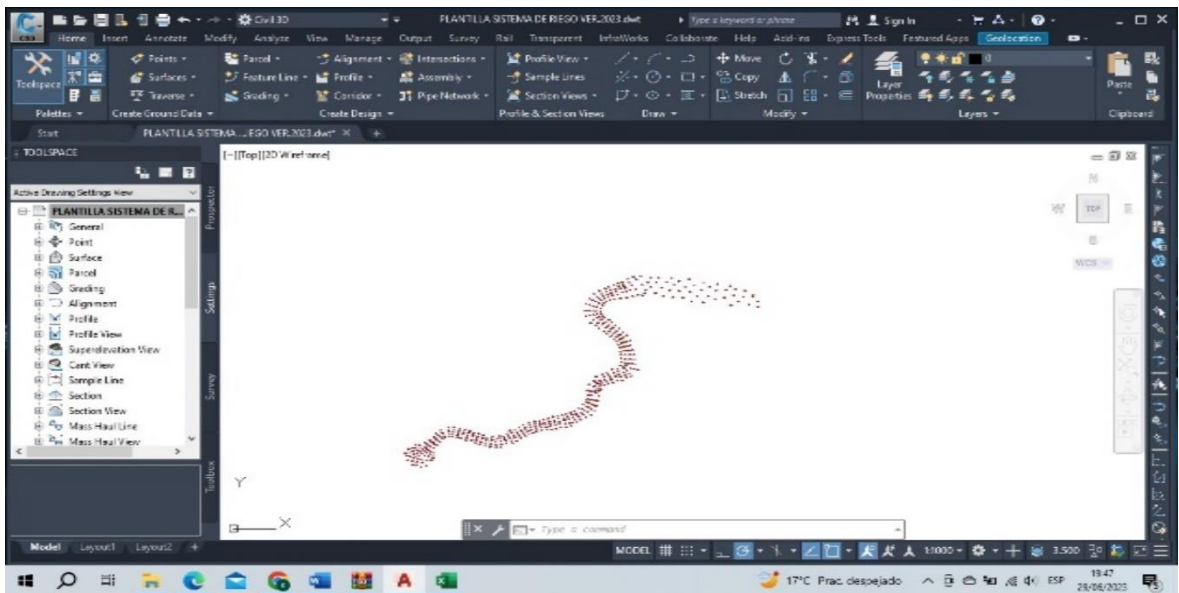 Civil 3D PLANTILLA SISTEMA DE RIEGO VER.2023.dwt Type a keyword or phrase Sign In
Home Insert Annotate Modify Analyze View Manage Output Survey Rail Transparent InfraWorks Collaborate Help Add-ins Express Tools Featured Apps Geolocation
Toolspace
Points
Surfaces
Traverse
Parcel
Feature Line
Grading
Alignment
Profile
Corridor
Intersections
Assembly
Pipe Network
Profile View
Sample Lines
Section Views
Move
Copy
Stretch
Layer
Properties
0
Paste
Palettes Create Ground Data Create Design Profile & Section Views Draw Modify Layers Clipboard
Start PLANTILLA SISTEMA...IEGO VER.2023.dwt*
TOOLSPACE
[-][Top][2D Wireframe]
Active Drawing Settings View
PLANTILLA SISTEMA DE R...
General
Point
Surface
Parcel
Grading
Alignment
Profile
Profile View
Superelevation View
Cant View
Sample Line
Section
Section View
Mass Haul Line
Mass Haul View
Prospector
Settings
Survey
Toolbox
N
W TOP E
S
WCS
Y
X
Type a command
Model Layout1 Layout2 +
MODEL 1:1000 3.500
17°C Prac. despejado ESP 19:47